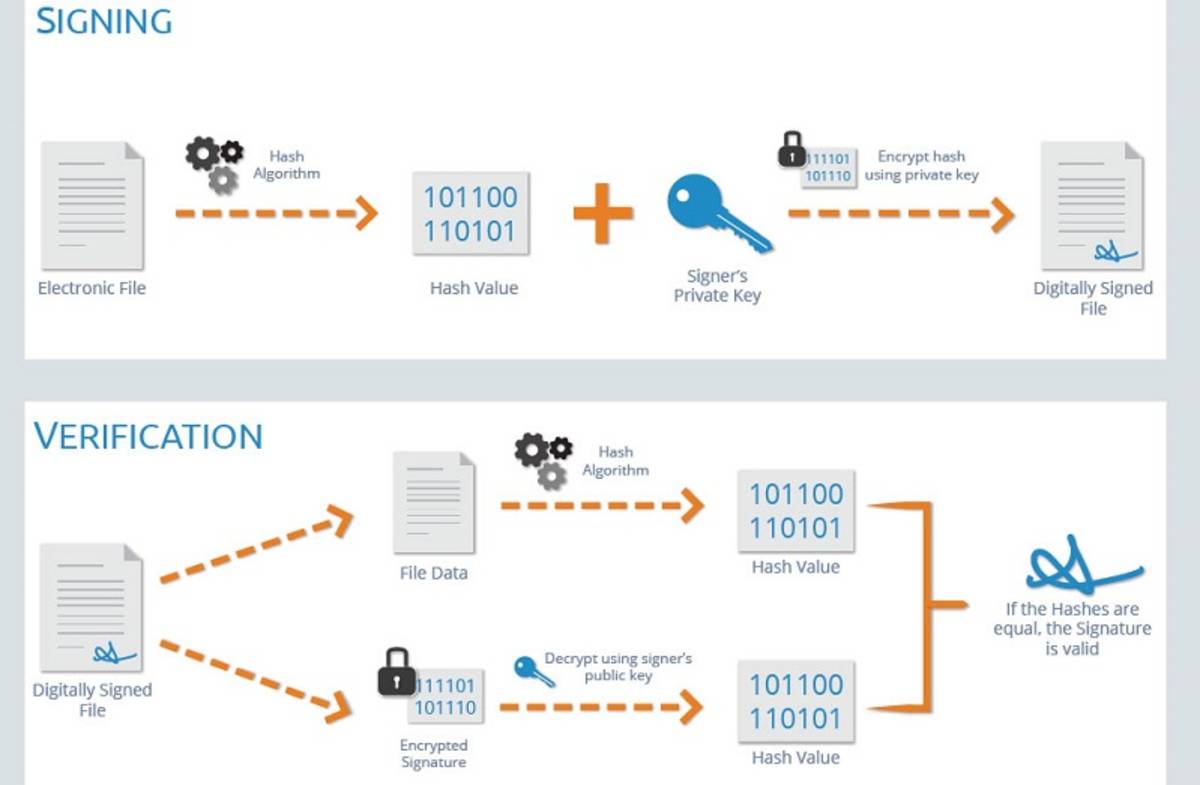 SIGNING
Hash
Algorithm
111101
101110
Encrypt hash
using private key
101100
110101
Electronic File
Hash Value
Signer's
Private Key
Digitally Signed
File
VERIFICATION
Hash
Algorithm
101100
110101
File Data
Hash Value
If the Hashes are
equal, the Signature
is valid
Digitally Signed
File
111101
101110
Decrypt using signer's
public key
101100
110101
Encrypted
Signature
Hash Value